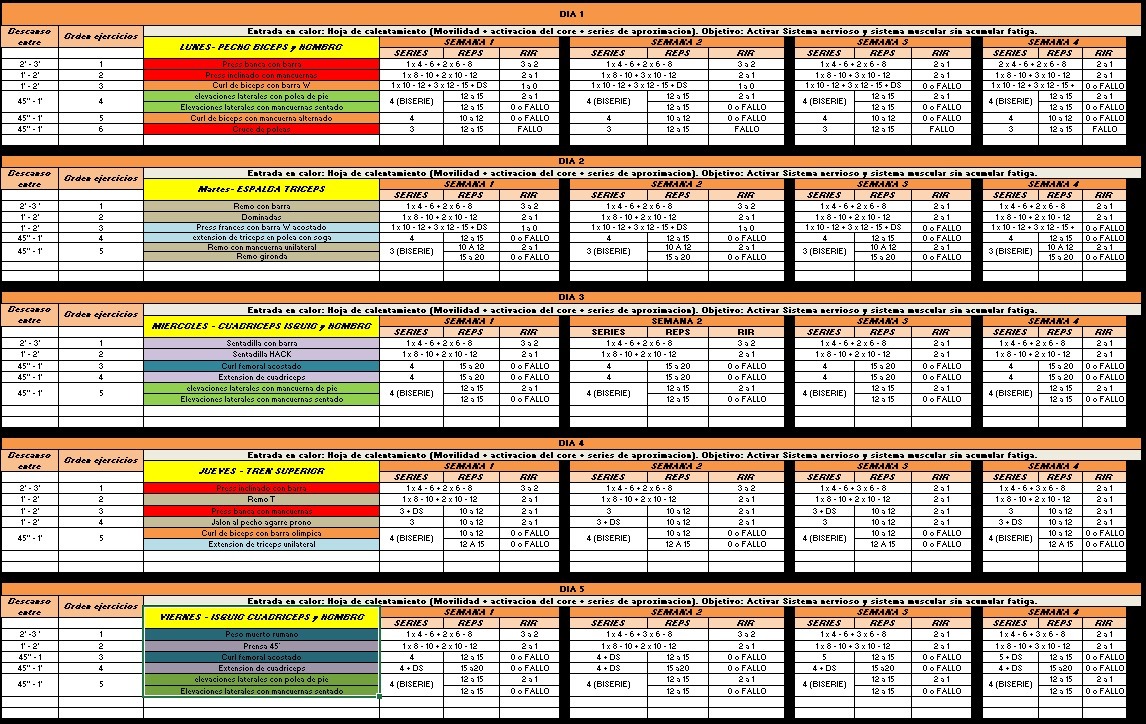 DIA 1
Descanso entre Orden ejercicios Entrada en calor: Hoja de calentamiento (Movilidad + activacion del core + series de aproximacion). Objetivo: Activar Sistema nervioso y sistema muscular sin acumular fatiga.
LUNES- PECHO BICEPS y HOMBRO SEMANA 1 SEMANA 2 SEMANA 3 SEMANA 4
SERIES REPS RIR SERIES REPS RIR SERIES REPS RIR SERIES REPS RIR
2' - 3' 1 Press banca con barra 1 x 4 - 6 + 2 x 6 - 8 3 a 2 1 x 4 - 6 + 2 x 6 - 8 3 a 2 1 x 4 - 6 + 2 x 6 - 8 2 a 1 2 x 4 - 6 + 2 x 6 - 8 2 a 1
1' - 2' 2 Press inclinado con mancuernas 1 x 8 - 10 + 2 x 10 - 12 2 a 1 1 x 8 - 10 + 2 x 10 - 12 2 a 1 1 x 8 - 10 + 3 x 10 - 12 2 a 1 1 x 8 - 10 + 3 x 10 - 12 2 a 1
1' - 2' 3 Curl de biceps con barra W 1 x 10 - 12 + 3 x 12 - 15 + DS 1 a 0 1 x 10 - 12 + 3 x 12 - 15 + DS 1 a 0 1 x 10 - 12 + 3 x 12 - 15 + DS 0 o FALLO 1 x 10 - 12 + 3 x 12 - 15 + 0 o FALLO
45" - 1' 4 elevaciones laterales con polea de pie 4 (BISERIE) 12 a 15 2 a 1 4 (BISERIE) 12 a 15 2 a 1 4 (BISERIE) 12 a 15 2 a 1 4 (BISERIE) 12 a 15 2 a 1
Elevaciones laterales con mancuernas sentado 12 a 15 0 o FALLO 12 a 15 0 o FALLO 12 a 15 0 o FALLO 12 a 15 0 o FALLO
45" - 1' 5 Curl de biceps con mancuerna alternado 4 10 a 12 0 o FALLO 4 10 a 12 0 o FALLO 4 10 a 12 0 o FALLO 4 10 a 12 0 o FALLO
45" - 1' 6 Cruce de poleas 3 12 a 15 FALLO 3 12 a 15 FALLO 3 12 a 15 FALLO 3 12 a 15 FALLO
DIA 2
Descanso entre Orden ejercicios Entrada en calor: Hoja de calentamiento (Movilidad + activacion del core + series de aproximacion). Objetivo: Activar Sistema nervioso y sistema muscular sin acumular fatiga.
Martes- ESPALDA TRICEPS SEMANA 1 SEMANA 2 SEMANA 3 SEMANA 4
SERIES REPS RIR SERIES REPS RIR SERIES REPS RIR SERIES REPS RIR
2' - 3' 1 Remo con barra 1 x 4 - 6 + 2 x 6 - 8 3 a 2 1 x 4 - 6 + 2 x 6 - 8 3 a 2 1 x 4 - 6 + 2 x 6 - 8 2 a 1 1 x 4 - 6 + 2 x 6 - 8 2 a 1
1' - 2' 2 Dominadas 1 x 8 - 10 + 2 x 10 - 12 2 a 1 1 x 8 - 10 + 2 x 10 - 12 2 a 1 1 x 8 - 10 + 2 x 10 - 12 2 a 1 1 x 8 - 10 + 2 x 10 - 12 2 a 1
1' - 2' 3 Press frances con barra W acostado 1 x 10 - 12 + 3 x 12 - 15 + DS 1 a 0 1 x 10 - 12 + 3 x 12 - 15 + DS 1 a 0 1 x 10 - 12 + 3 x 12 - 15 + DS 0 o FALLO 1 x 10 - 12 + 3 x 12 - 15 + 0 o FALLO
45" - 1' 4 extension de triceps en polea con soga 4 12 a 15 0 o FALLO 4 12 a 15 0 o FALLO 4 12 a 15 0 o FALLO 4 12 a 15 0 o FALLO
45" - 1' 5 Remo con mancuerna unilateral 3 (BISERIE) 10 A 12 2 a 1 3 (BISERIE) 10 A 12 2 a 1 3 (BISERIE) 10 A 12 2 a 1 3 (BISERIE) 10 A 12 2 a 1
Remo gironda 15 a 20 0 o FALLO 15 a 20 0 o FALLO 15 a 20 0 o FALLO 15 a 20 0 o FALLO
DIA 3
Descanso entre Orden ejercicios Entrada en calor: Hoja de calentamiento (Movilidad + activacion del core + series de aproximacion). Objetivo: Activar Sistema nervioso y sistema muscular sin acumular fatiga.
MIERCOLES - CUADRICEPS ISQUIO y HOMBRO SEMANA 1 SEMANA 2 SEMANA 3 SEMANA 4
SERIES REPS RIR SERIES REPS RIR SERIES REPS RIR SERIES REPS RIR
2' - 3' 1 Sentadilla con barra 1 x 4 - 6 + 2 x 6 - 8 3 a 2 1 x 4 - 6 + 2 x 6 - 8 3 a 2 1 x 4 - 6 + 2 x 6 - 8 2 a 1 1 x 4 - 6 + 2 x 6 - 8 2 a 1
1' - 2' 2 Sentadilla HACK 1 x 8 - 10 + 2 x 10 - 12 2 a 1 1 x 8 - 10 + 2 x 10 - 12 2 a 1 1 x 8 - 10 + 2 x 10 - 12 2 a 1 1 x 8 - 10 + 2 x 10 - 12 2 a 1
45" - 1' 3 Curl femoral acostado 4 15 a 20 0 o FALLO 4 15 a 20 0 o FALLO 4 15 a 20 0 o FALLO 4 15 a 20 0 o FALLO
45" - 1' 4 Extension de cuadriceps 4 15 a 20 0 o FALLO 4 15 a 20 0 o FALLO 4 15 a 20 0 o FALLO 4 15 a 20 0 o FALLO
45" - 1' 5 elevaciones laterales con mancuerna de pie 4 (BISERIE) 12 a 15 2 a 1 4 (BISERIE) 12 a 15 2 a 1 4 (BISERIE) 12 a 15 2 a 1 4 (BISERIE) 12 a 15 2 a 1
Elevaciones laterales con mancuernas sentado 12 a 15 0 o FALLO 12 a 15 0 o FALLO 12 a 15 0 o FALLO 12 a 15 0 o FALLO
DIA 4
Descanso entre Orden ejercicios Entrada en calor: Hoja de calentamiento (Movilidad + activacion del core + series de aproximacion). Objetivo: Activar Sistema nervioso y sistema muscular sin acumular fatiga.
JUEVES - TREN SUPERIOR SEMANA 1 SEMANA 2 SEMANA 3 SEMANA 4
SERIES REPS RIR SERIES REPS RIR SERIES REPS RIR SERIES REPS RIR
2' - 3' 1 Press inclinado con barra 1 x 4 - 6 + 2 x 6 - 8 3 a 2 1 x 4 - 6 + 2 x 6 - 8 3 a 2 1 x 4 - 6 + 3 x 6 - 8 2 a 1 1 x 4 - 6 + 3 x 6 - 8 2 a 1
1' - 2' 2 Remo T 1 x 8 - 10 + 2 x 10 - 12 2 a 1 1 x 8 - 10 + 2 x 10 - 12 2 a 1 1 x 8 - 10 + 2 x 10 - 12 2 a 1 1 x 8 - 10 + 2 x 10 - 12 2 a 1
1' - 2' 3 Press banca con mancuernas 3 + DS 10 a 12 2 a 1 3 10 a 12 2 a 1 3 + DS 10 a 12 2 a 1 3 10 a 12 2 a 1
1' - 2' 4 Jalon al pecho agarre prono 3 10 a 12 2 a 1 3 + DS 10 a 12 2 a 1 3 10 a 12 2 a 1 3 + DS 10 a 12 2 a 1
45" - 1' 5 Curl de biceps con barra olimpica 4 (BISERIE) 10 a 12 0 o FALLO 4 (BISERIE) 10 a 12 0 o FALLO 4 (BISERIE) 10 a 12 0 o FALLO 4 (BISERIE) 10 a 12 0 o FALLO
Extension de triceps unilateral 12 A 15 0 o FALLO 12 A 15 0 o FALLO 12 A 15 0 o FALLO 12 A 15 0 o FALLO
DIA 5
Descanso entre Orden ejercicios Entrada en calor: Hoja de calentamiento (Movilidad + activacion del core + series de aproximacion). Objetivo: Activar Sistema nervioso y sistema muscular sin acumular fatiga.
VIERNES - ISQUIO CUADRICEPS y HOMBRO SEMANA 1 SEMANA 2 SEMANA 3 SEMANA 4
SERIES REPS RIR SERIES REPS RIR SERIES REPS RIR SERIES REPS RIR
2' -3 ' 1 Peso muerto rumano 1 x 4 - 6 + 2 x 6 - 8 3 a 2 1 x 4 - 6 + 2 x 6 - 8 3 a 2 1 x 4 - 6 + 2 x 6 - 8 2 a 1 1 x 4 - 6 + 2 x 6 - 8 2 a 1
1' - 2' 2 Prensa 45° 1 x 8 - 10 + 2 x 10 - 12 2 a 1 1 x 8 - 10 + 2 x 10 - 12 2 a 1 1 x 8 - 10 + 2 x 10 - 12 2 a 1 1 x 8 - 10 + 2 x 10 - 12 2 a 1
45" - 1 3 Curl femoral acostado 4 12 a 15 0 o FALLO 4 + DS 12 a 15 0 o FALLO 5 12 a 15 0 o FALLO 5 + DS 12 a 15 0 o FALLO
45" - 1' 4 Extension de cuadriceps 4 + DS 15 a20 0 o FALLO 4 + DS 15 a20 0 o FALLO 4 + DS 15 a20 0 o FALLO 4 + DS 15 a20 0 o FALLO
45" - 1' 5 elevaciones laterales con polea de pie 4 (BISERIE) 12 a 15 2 a 1 4 (BISERIE) 12 a 15 2 a 1 4 (BISERIE) 12 a 15 2 a 1 4 (BISERIE) 12 a 15 2 a 1
Elevaciones laterales con mancuernas sentado 12 a 15 0 o FALLO 12 a 15 0 o FALLO 12 a 15 0 o FALLO 12 a 15 0 o FALLO